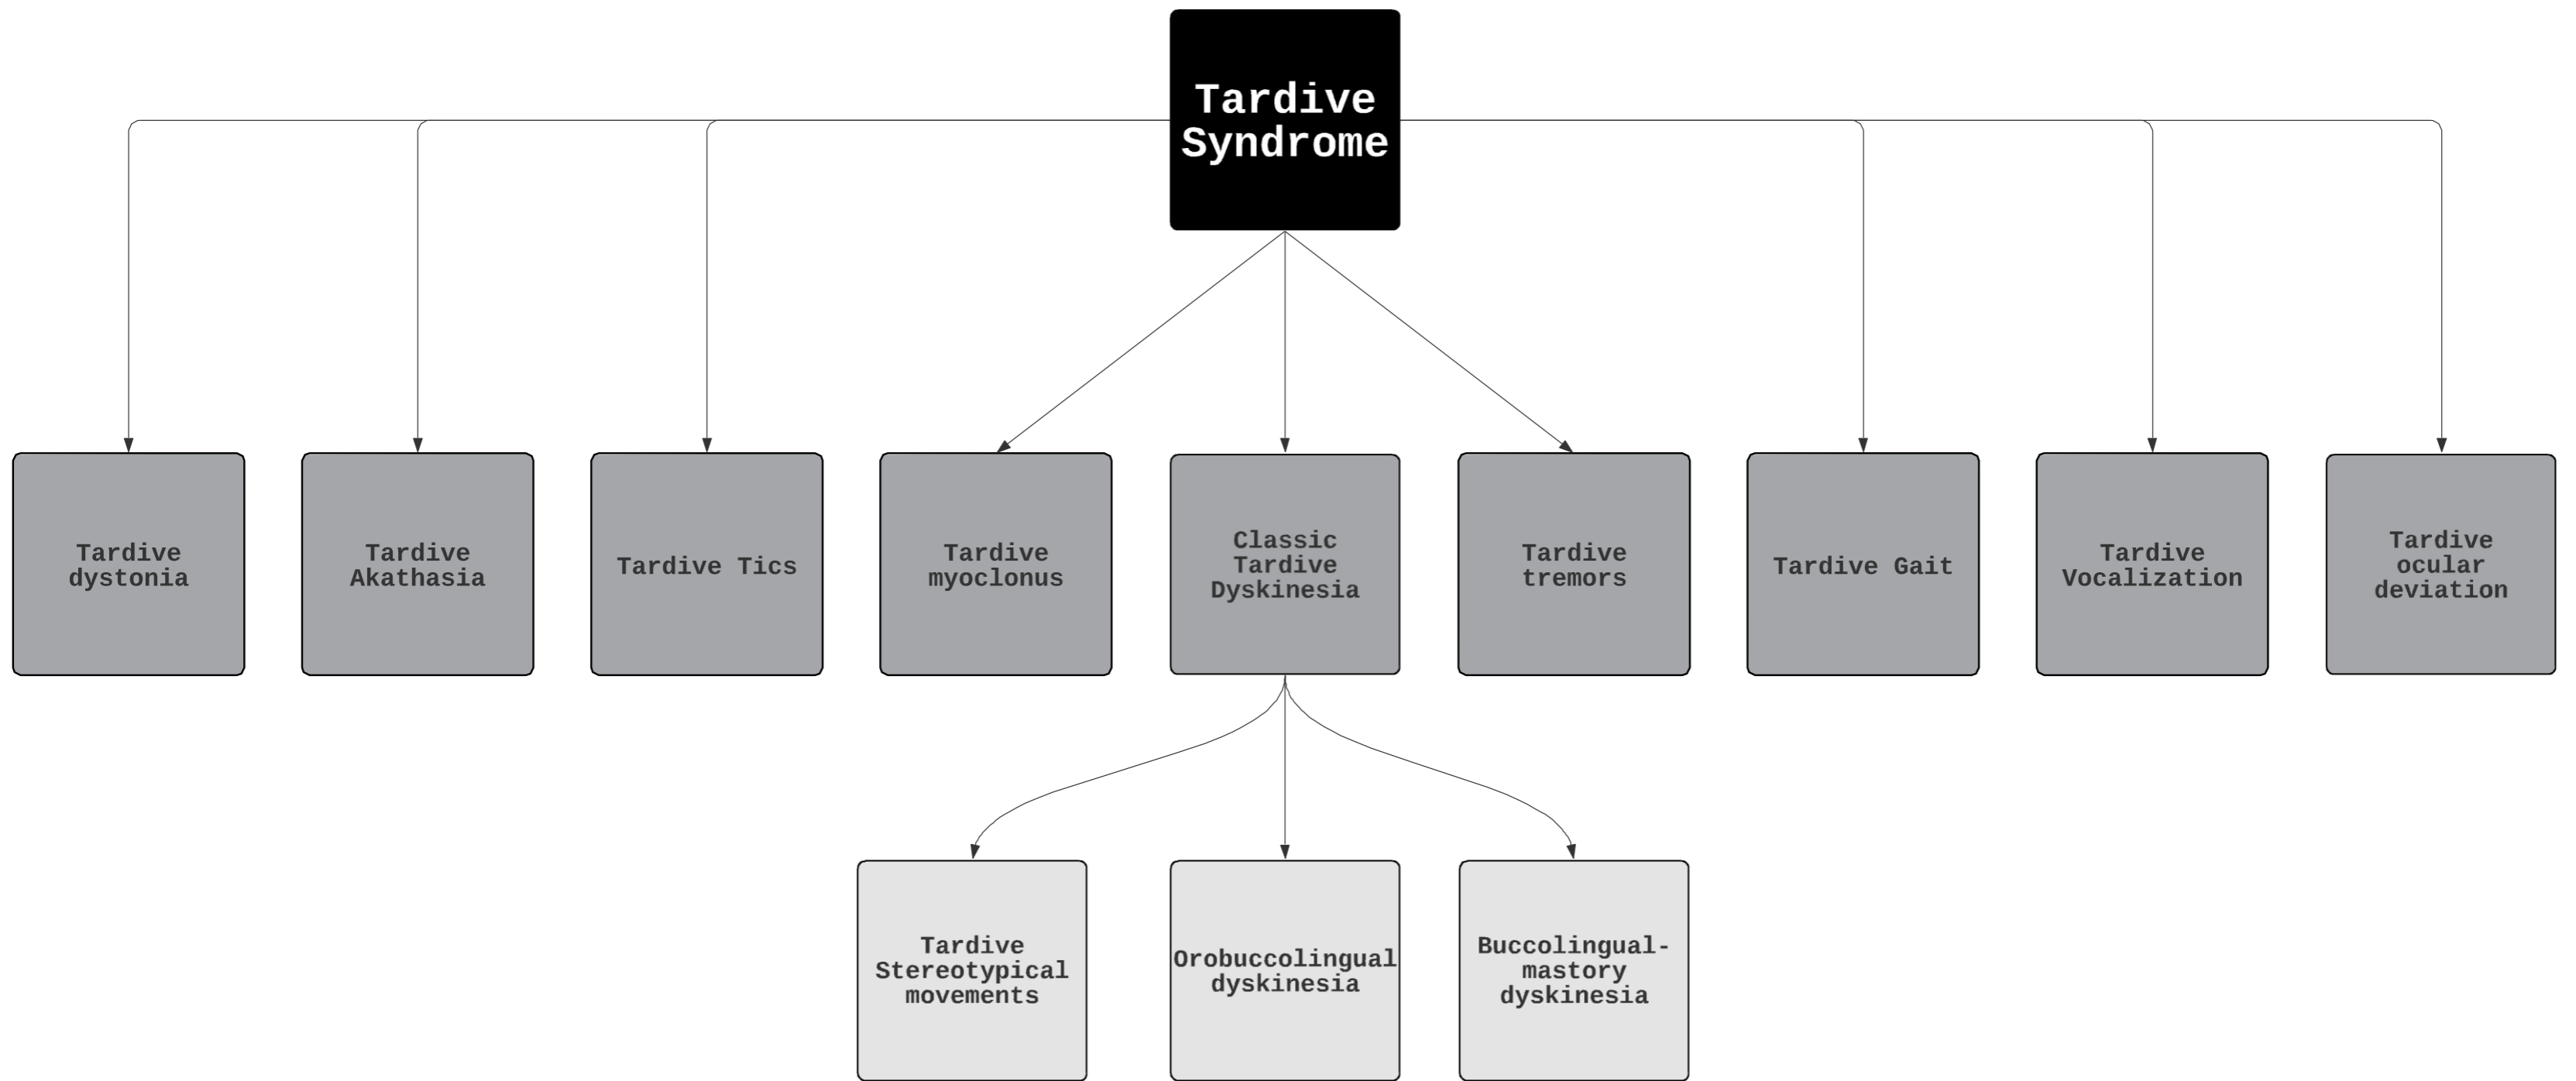 Tardive
Syndrome
Tardive
dystonia
Tardive
Akathasia
Tardive Tics
Tardive
myoclonus
Classic
Tardive
Dyskinesia
Tardive
tremors
Tardive Gait
Tardive
Vocalization
Tardive
ocular
deviation
Tardive
Stereotypical
movements
Orobuccolingual
dyskinesia
Buccolingual-
mastory
dyskinesia